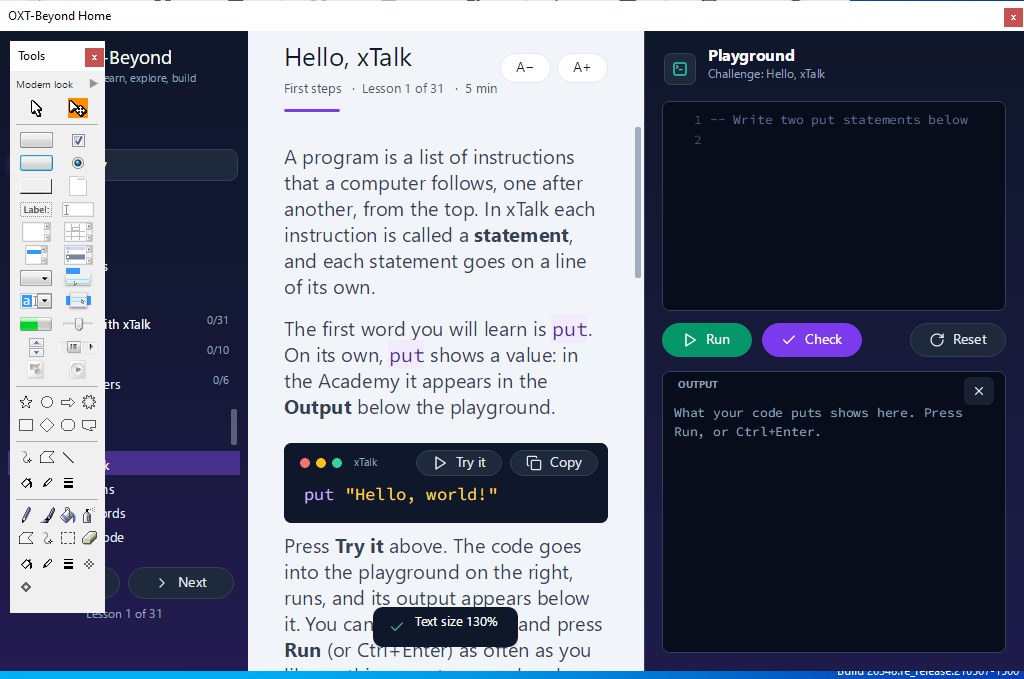 OXT-Beyond Home
x
Tools
x
Modern look
Label:
-Beyond
earn, explore, build
ith xTalk
0/31
0/10
ers
0/6
ords
ode
Next
Lesson 1 of 31
Hello, xTalk
A−
A+
First steps · Lesson 1 of 31 · 5 min
A program is a list of instructions
that a computer follows, one after
another, from the top. In xTalk each
instruction is called a statement,
and each statement goes on a line
of its own.
The first word you will learn is put.
On its own, put shows a value: in
the Academy it appears in the
Output below the playground.
xTalk
Try it
Copy
put "Hello, world!"
Press Try it above. The code goes
into the playground on the right,
runs, and its output appears below
it. You can and press
Run (or Ctrl+Enter) as often as you
Text size 130%
Playground
Challenge: Hello, xTalk
1 -- Write two put statements below
2
Run
Check
Reset
OUTPUT
What your code puts shows here. Press
Run, or Ctrl+Enter.